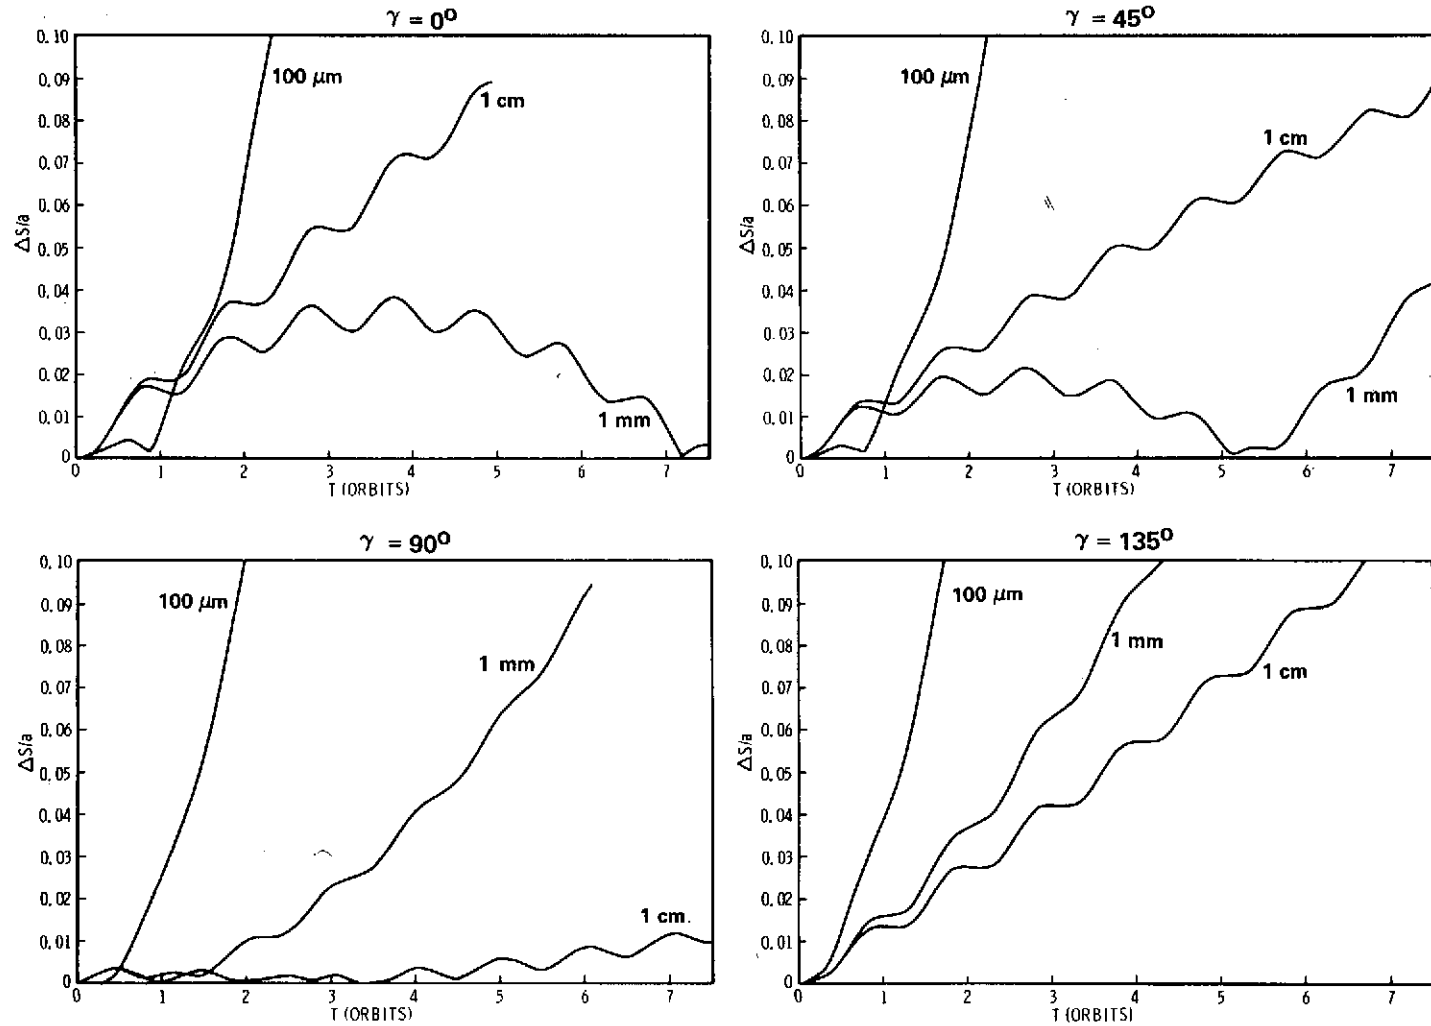 γ = 0⁰
0.10
0.09
0.08
0.07
0.06
0.05
0.04
0.03
0.02
0.01
0
ΔS/a
100 μm
1 cm
1 mm
1 2 3 4 5 6 7
T (ORBITS)
γ = 45⁰
0.10
0.09
0.08
0.07
0.06
0.05
0.04
0.03
0.02
0.01
0
ΔS/a
100 μm
1 cm
1 mm
0 1 2 3 4 5 6 7
T (ORBITS)
γ = 90⁰
0.10
0.09
0.08
0.07
0.06
0.05
0.04
0.03
0.02
0.01
0
ΔS/a
100 μm
1 mm
1 cm.
0 1 2 3 4 5 6 7
T (ORBITS)
γ = 135⁰
0.10
0.09
0.08
0.07
0.06
0.05
0.04
0.03
0.02
0.01
0
ΔS/a
100 μm
1 mm
1 cm
0 1 2 3 4 5 6 7
T (ORBITS)